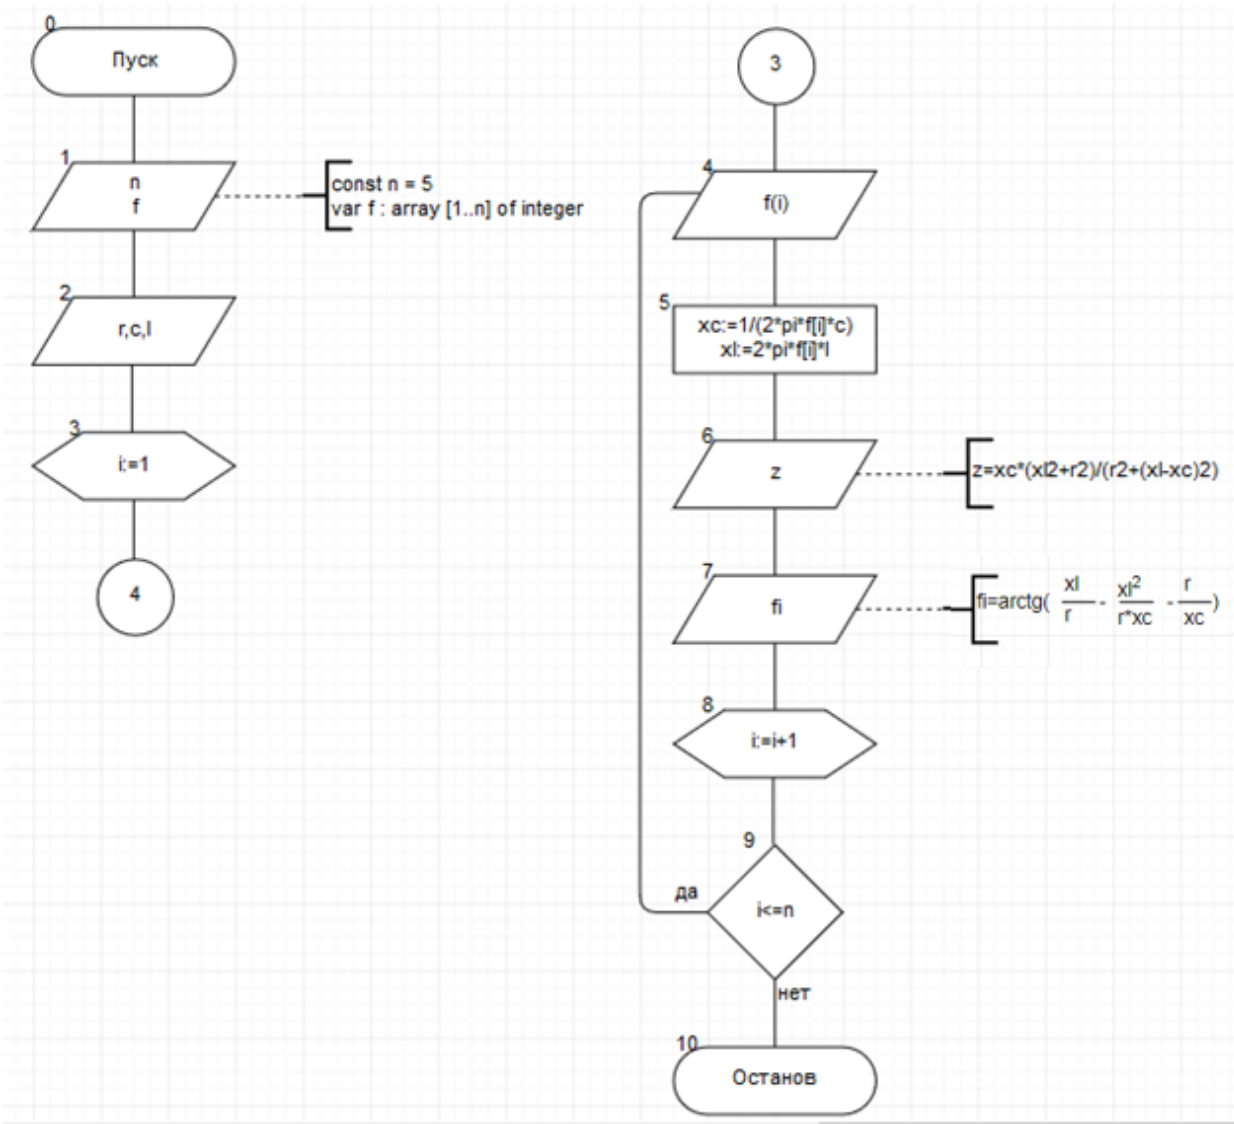 0
Пуск
1
n
f
const n = 5
var f : array [1..n] of integer
2
r,c,l
3
i:=1
4
3
4
f(i)
5
xc:=1/(2*pi*f[i]*c)
xl:=2*pi*f[i]*l
6
z
z=xc*(xl2+r2)/(r2+(xl-xc)2)
7
fi
fi=arctg( xl/r - xl²/r*xc - r/xc )
8
i:=i+1
9
да
i<=n
нет
10
Останов